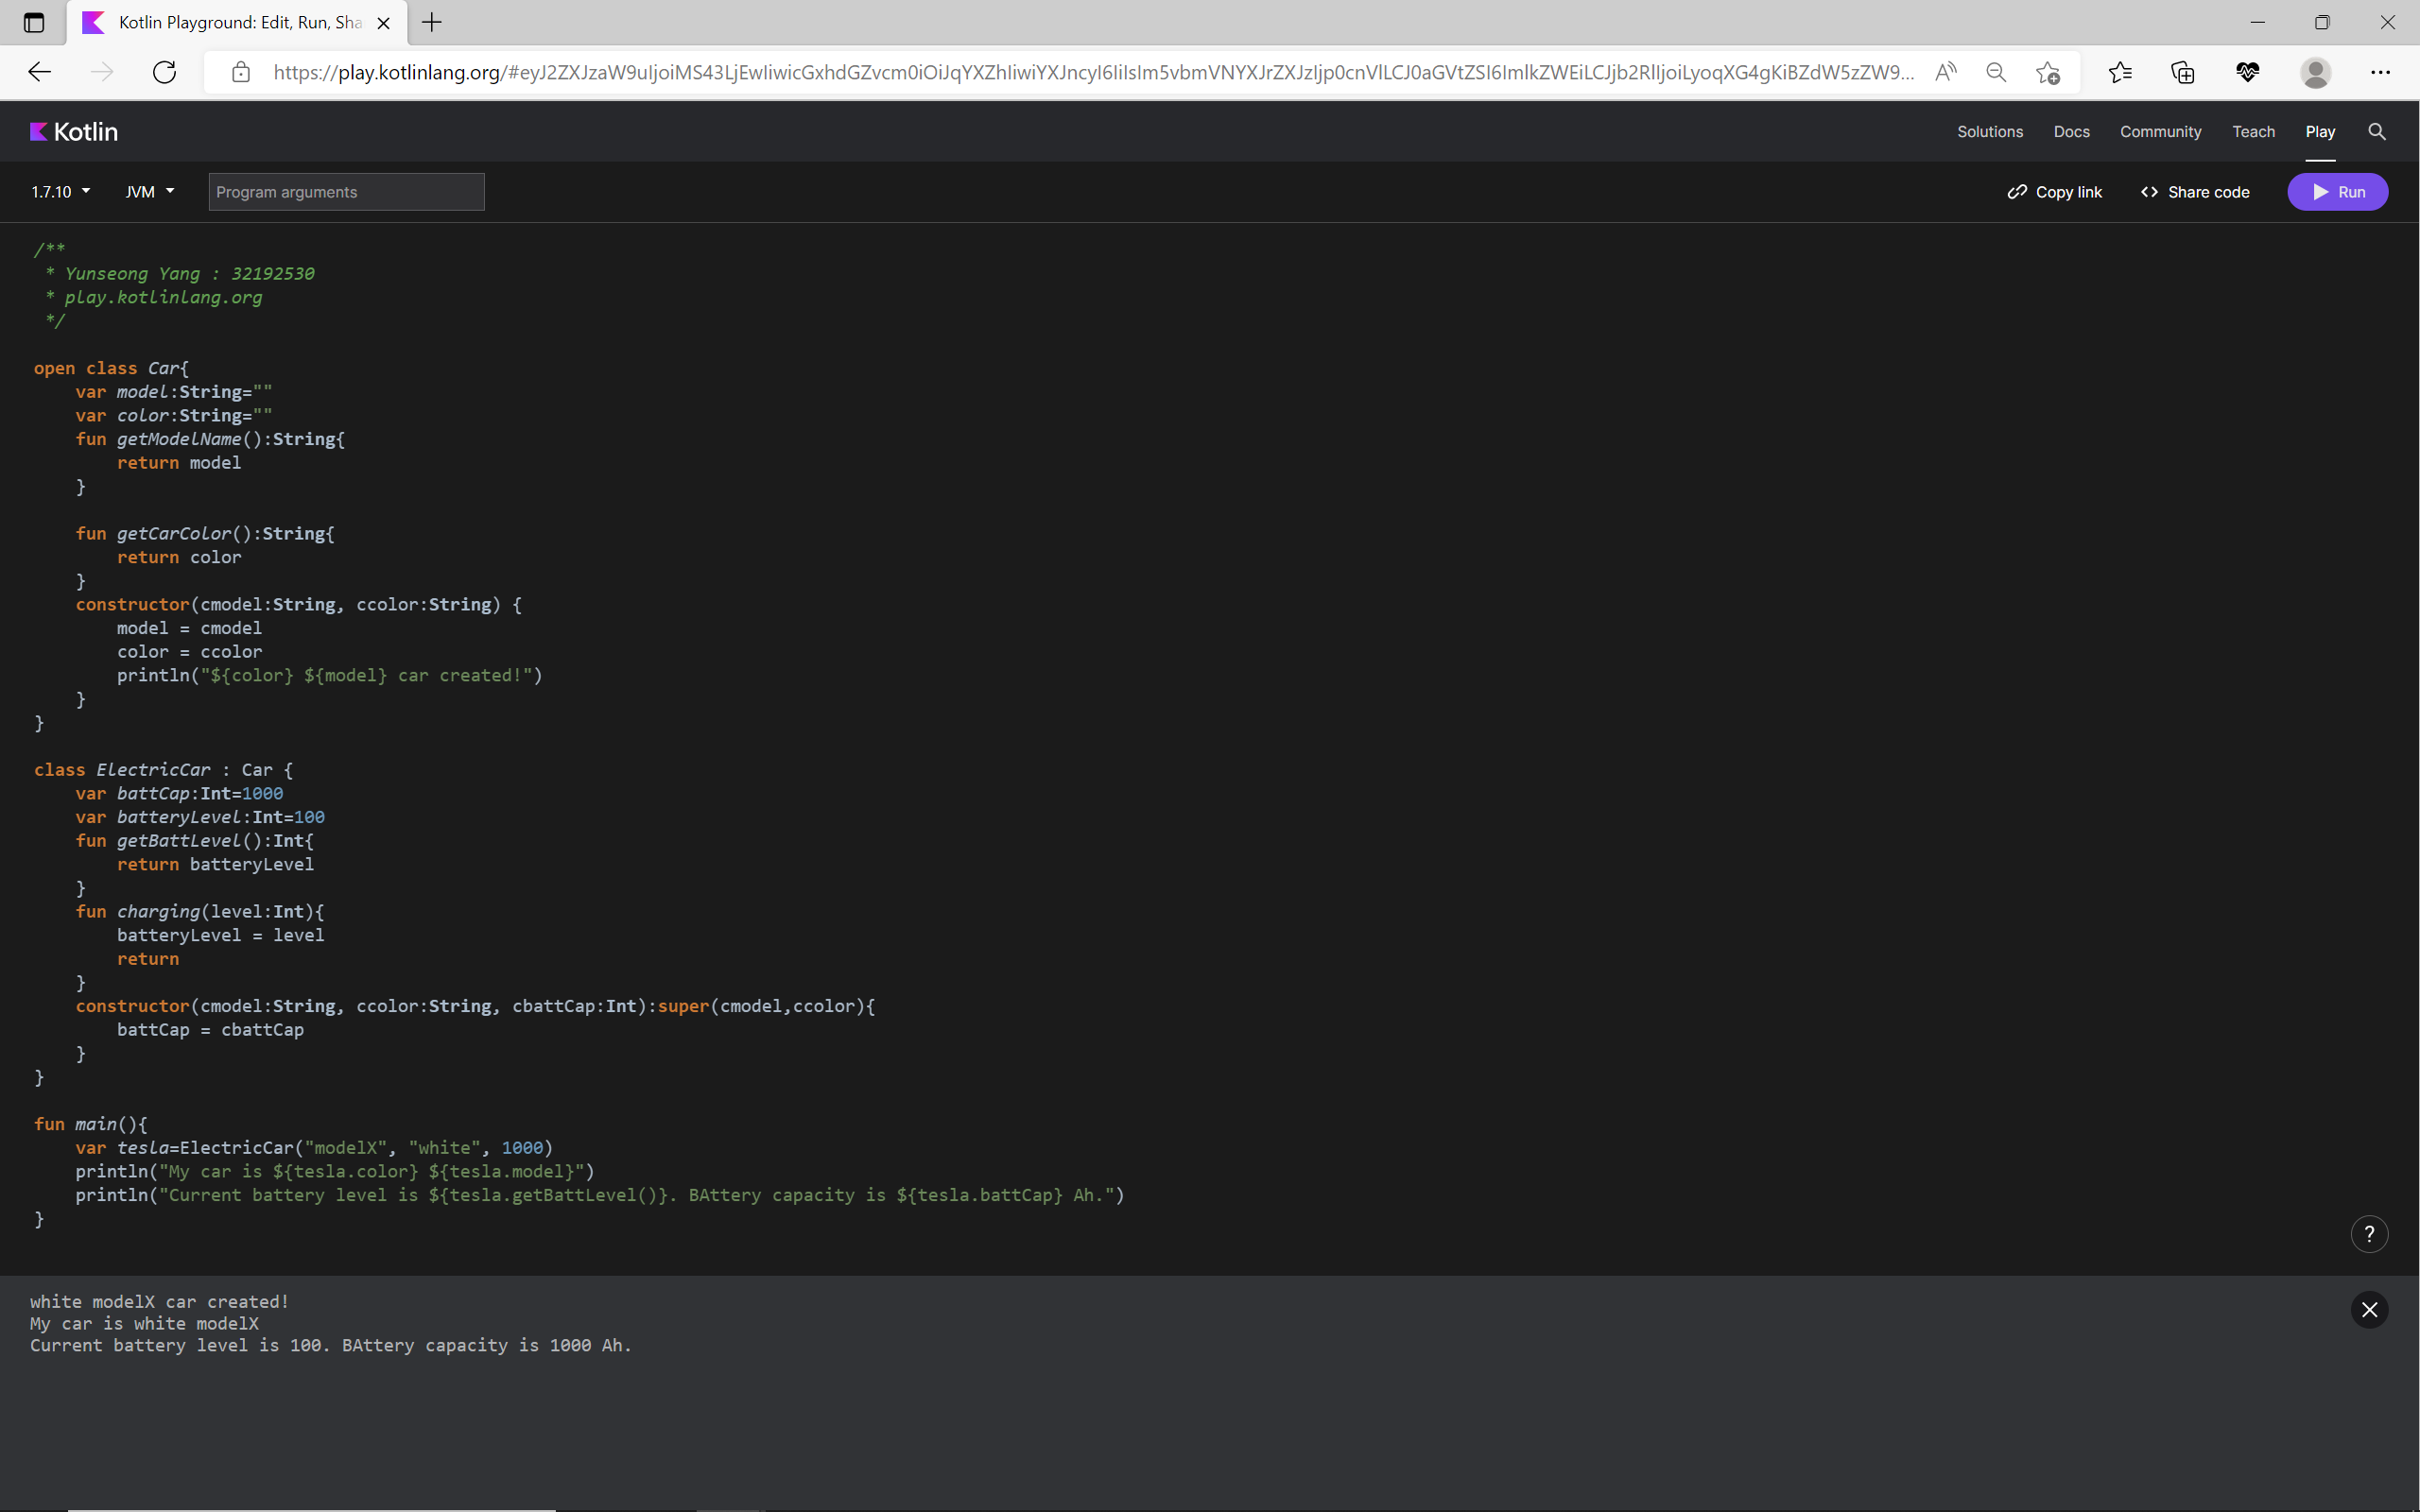 Kotlin Playground: Edit, Run, Sha
https://play.kotlinlang.org/
Kotlin
Solutions Docs Community Teach Play
1.7.10 JVM Program arguments Copy link Share code Run
/**
 * Yunseong Yang : 32192530
 * play.kotlinlang.org
 */
open class Car{
    var model:String=""
    var color:String=""
    fun getModelName():String{
        return model
    }
    fun getCarColor():String{
        return color
    }
    constructor(cmodel:String, ccolor:String) {
        model = cmodel
        color = ccolor
        println("${color} ${model} car created!")
    }
}
class ElectricCar : Car {
    var battCap:Int=1000
    var batteryLevel:Int=100
    fun getBattLevel():Int{
        return batteryLevel
    }
    fun charging(level:Int){
        batteryLevel = level
        return
    }
    constructor(cmodel:String, ccolor:String, cbattCap:Int):super(cmodel,ccolor){
        battCap = cbattCap
    }
}
fun main(){
    var tesla=ElectricCar("modelX", "white", 1000)
    println("My car is ${tesla.color} ${tesla.model}")
    println("Current battery level is ${tesla.getBattLevel()}. BAttery capacity is ${tesla.battCap} Ah.")
}
?
white modelX car created!
My car is white modelX
Current battery level is 100. BAttery capacity is 1000 Ah.